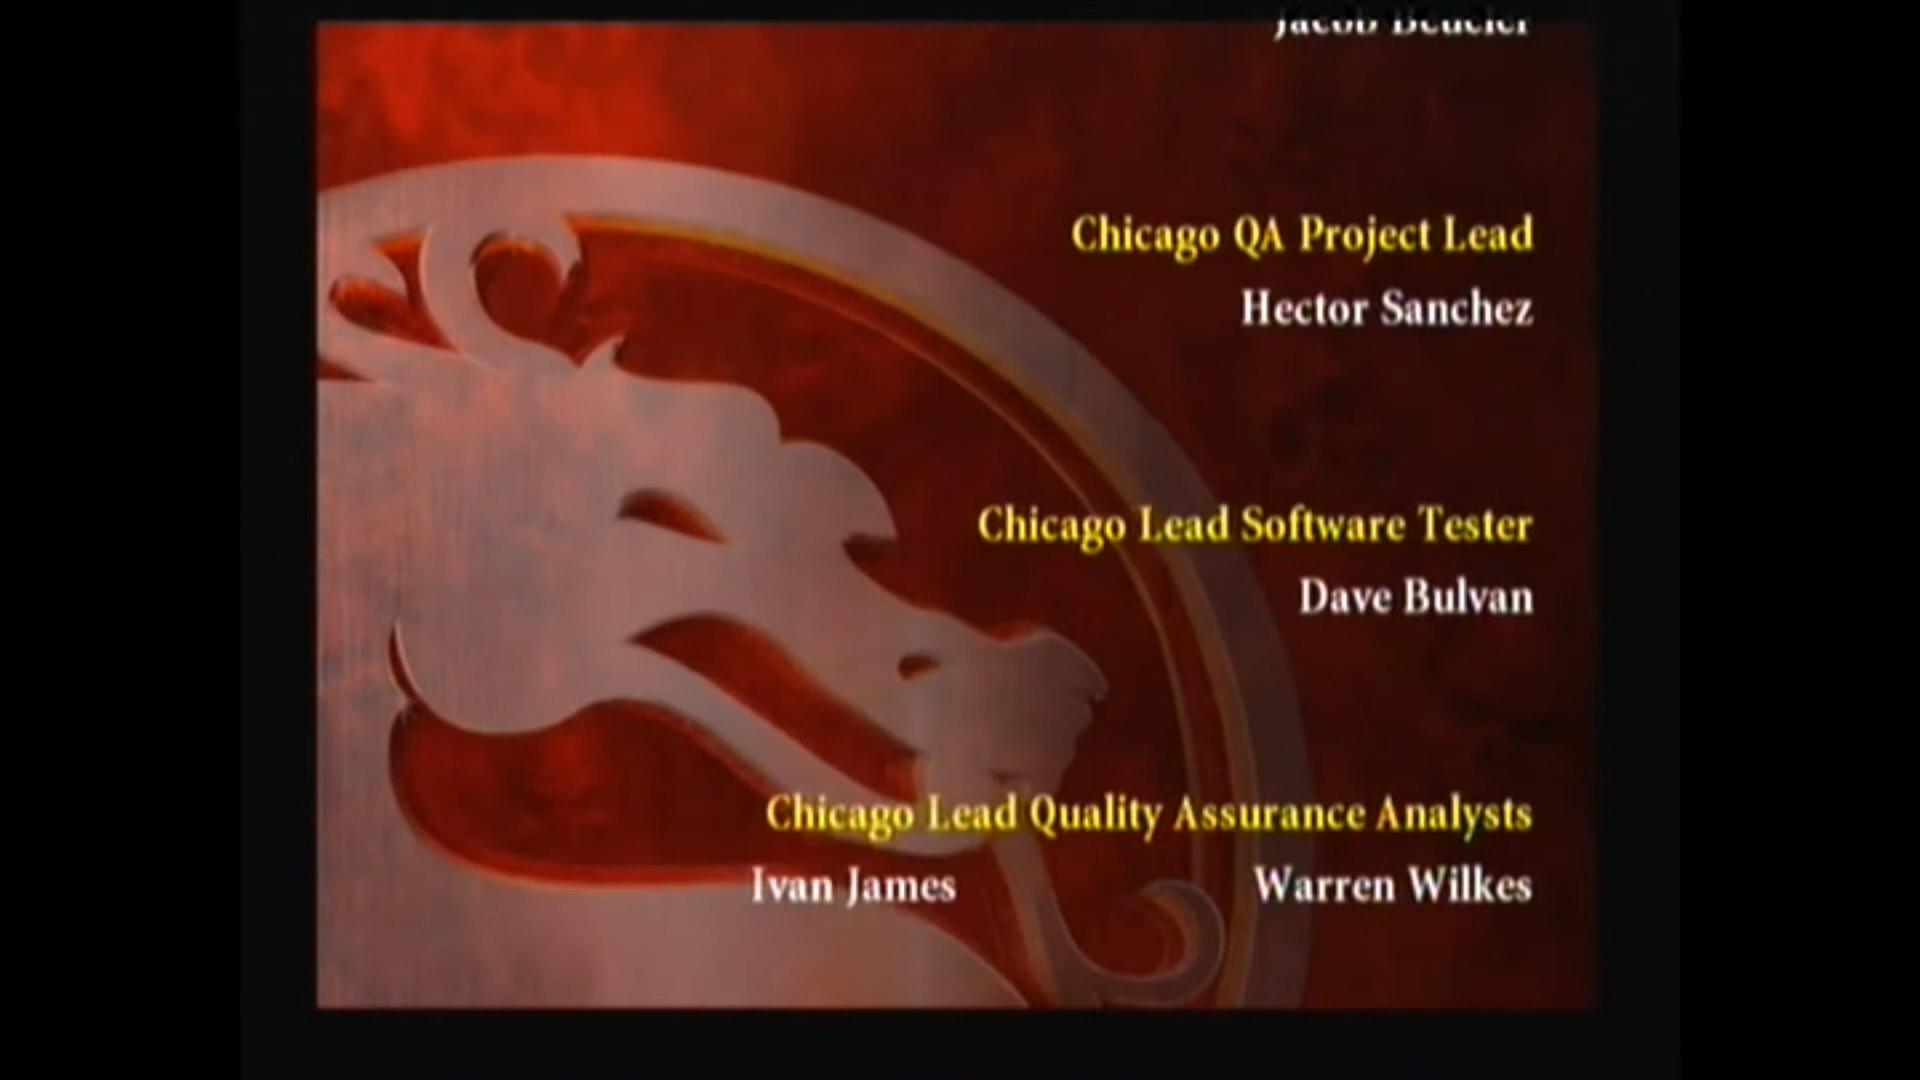 Jacob
Chicago QA Project Lead
Hector Sanchez
Chicago Lead Software Tester
Dave Bulvan
Chicago Lead Quality Assurance Analysts
Ivan James Warren Wilkes